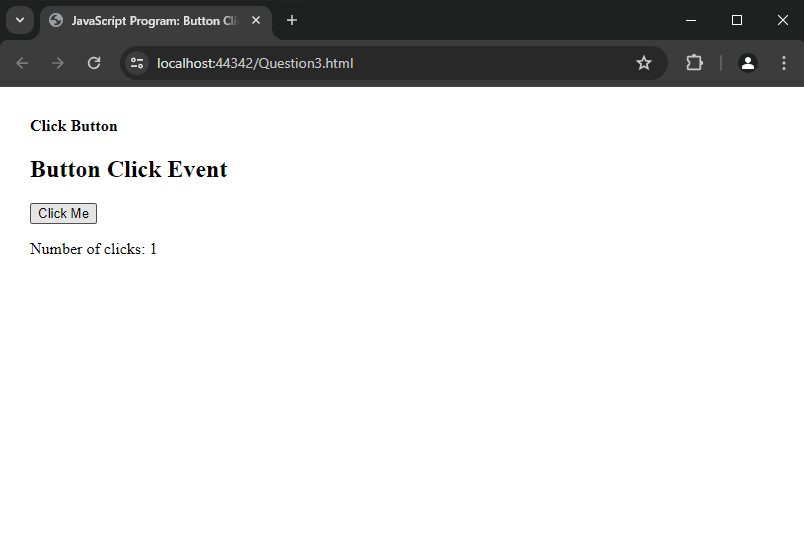 JavaScript Program: Button Cli
localhost:44342/Question3.html
Click Button
Button Click Event
Click Me
Number of clicks: 1